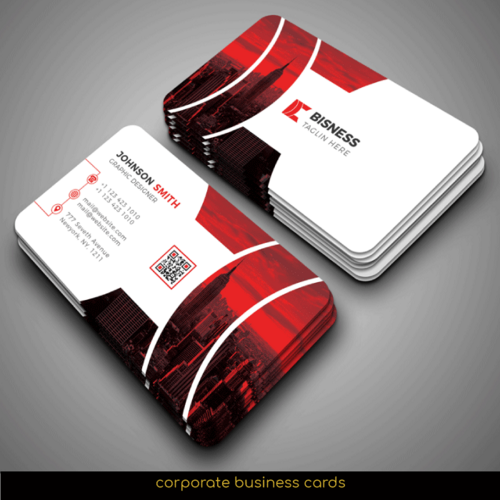 BISNESS
TAGLIN HERE
JOHNSON SMITH
GRAPHIC DESIGNER
+1 123 423 1010
+1 123 423 1010
mail@website.com
mail@website.com
777 Seveth Avenue
Newyork. NY. 1211
corporate business cards